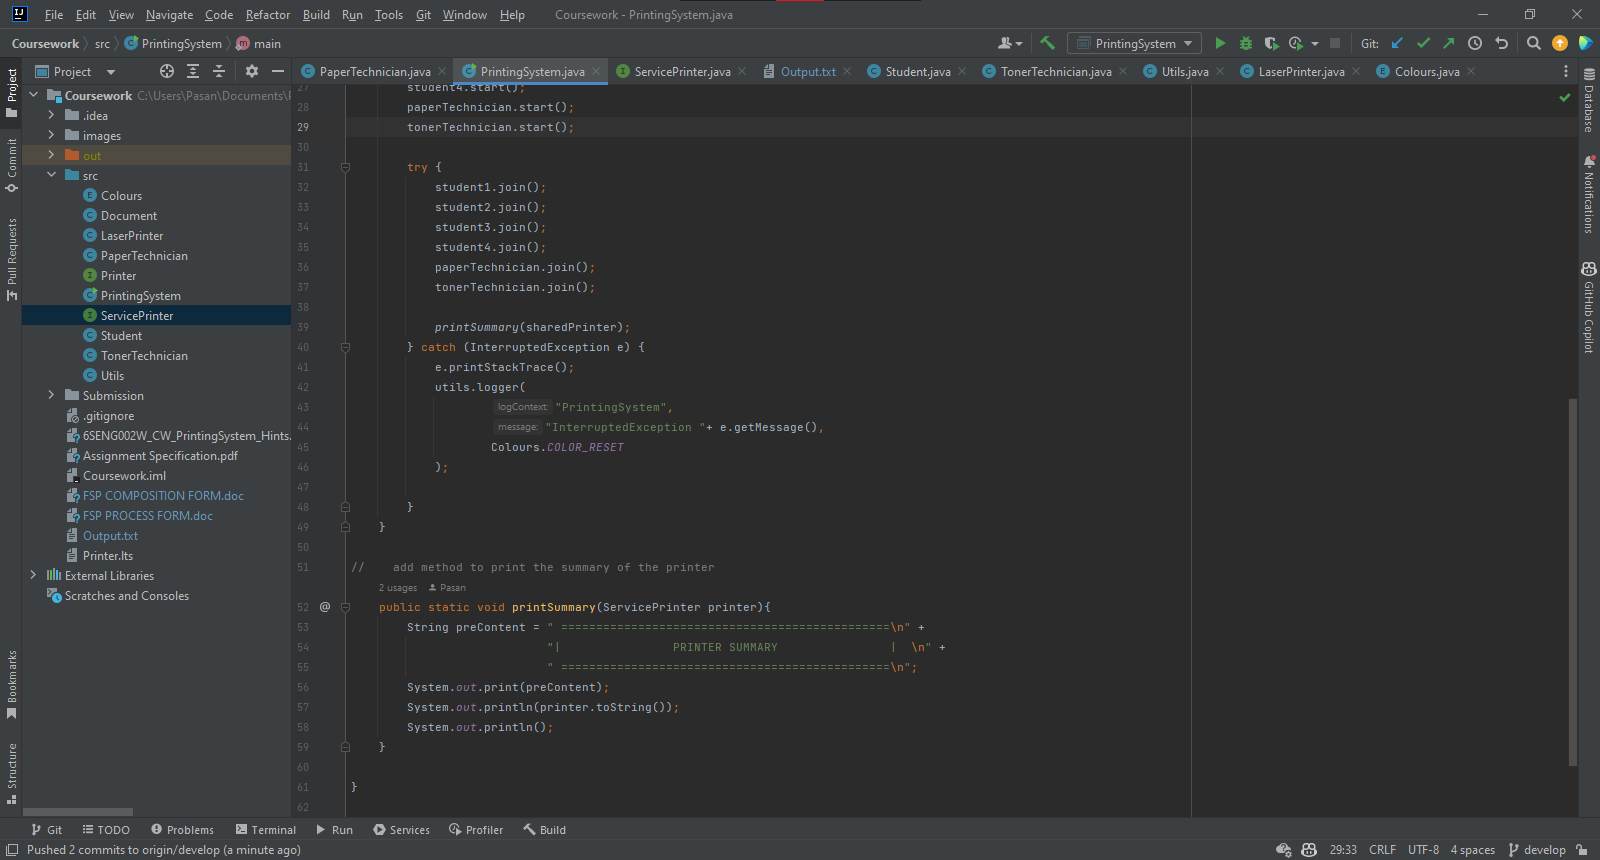 File Edit View Navigate Code Refactor Build Run Tools Git Window Help Coursework - PrintingSystem.java
Coursework src PrintingSystem main PrintingSystem Git:
Project PaperTechnician.java PrintingSystem.java ServicePrinter.java Output.txt Student.java TonerTechnician.java Utils.java LaserPrinter.java Colours.java
Project
Commit
Pull Requests
Bookmarks
Structure
Coursework C:\Users\Pasan\Documents\
.idea
images
out
src
Colours
Document
LaserPrinter
PaperTechnician
Printer
PrintingSystem
ServicePrinter
Student
TonerTechnician
Utils
Submission
.gitignore
6SENG002W_CW_PrintingSystem_Hints.
Assignment Specification.pdf
Coursework.iml
FSP COMPOSITION FORM.doc
FSP PROCESS FORM.doc
Output.txt
Printer.lts
External Libraries
Scratches and Consoles
27 student4.start();
28 paperTechnician.start();
29 tonerTechnician.start();
30
31 try {
32 student1.join();
33 student2.join();
34 student3.join();
35 student4.join();
36 paperTechnician.join();
37 tonerTechnician.join();
38
39 printSummary(sharedPrinter);
40 } catch (InterruptedException e) {
41 e.printStackTrace();
42 utils.logger(
43 logContext: "PrintingSystem",
44 message: "InterruptedException "+ e.getMessage(),
45 Colours.COLOR_RESET
46 );
47
48 }
49 }
50
51 // add method to print the summary of the printer
2 usages Pasan
52 @ public static void printSummary(ServicePrinter printer){
53 String preContent = " ===============================================\n" +
54 "| PRINTER SUMMARY | \n" +
55 " ===============================================\n";
56 System.out.print(preContent);
57 System.out.println(printer.toString());
58 System.out.println();
59 }
60
61 }
62
Database
Notifications
GitHub Copilot
Git TODO Problems Terminal Run Services Profiler Build
Pushed 2 commits to origin/develop (a minute ago) 29:33 CRLF UTF-8 4 spaces develop